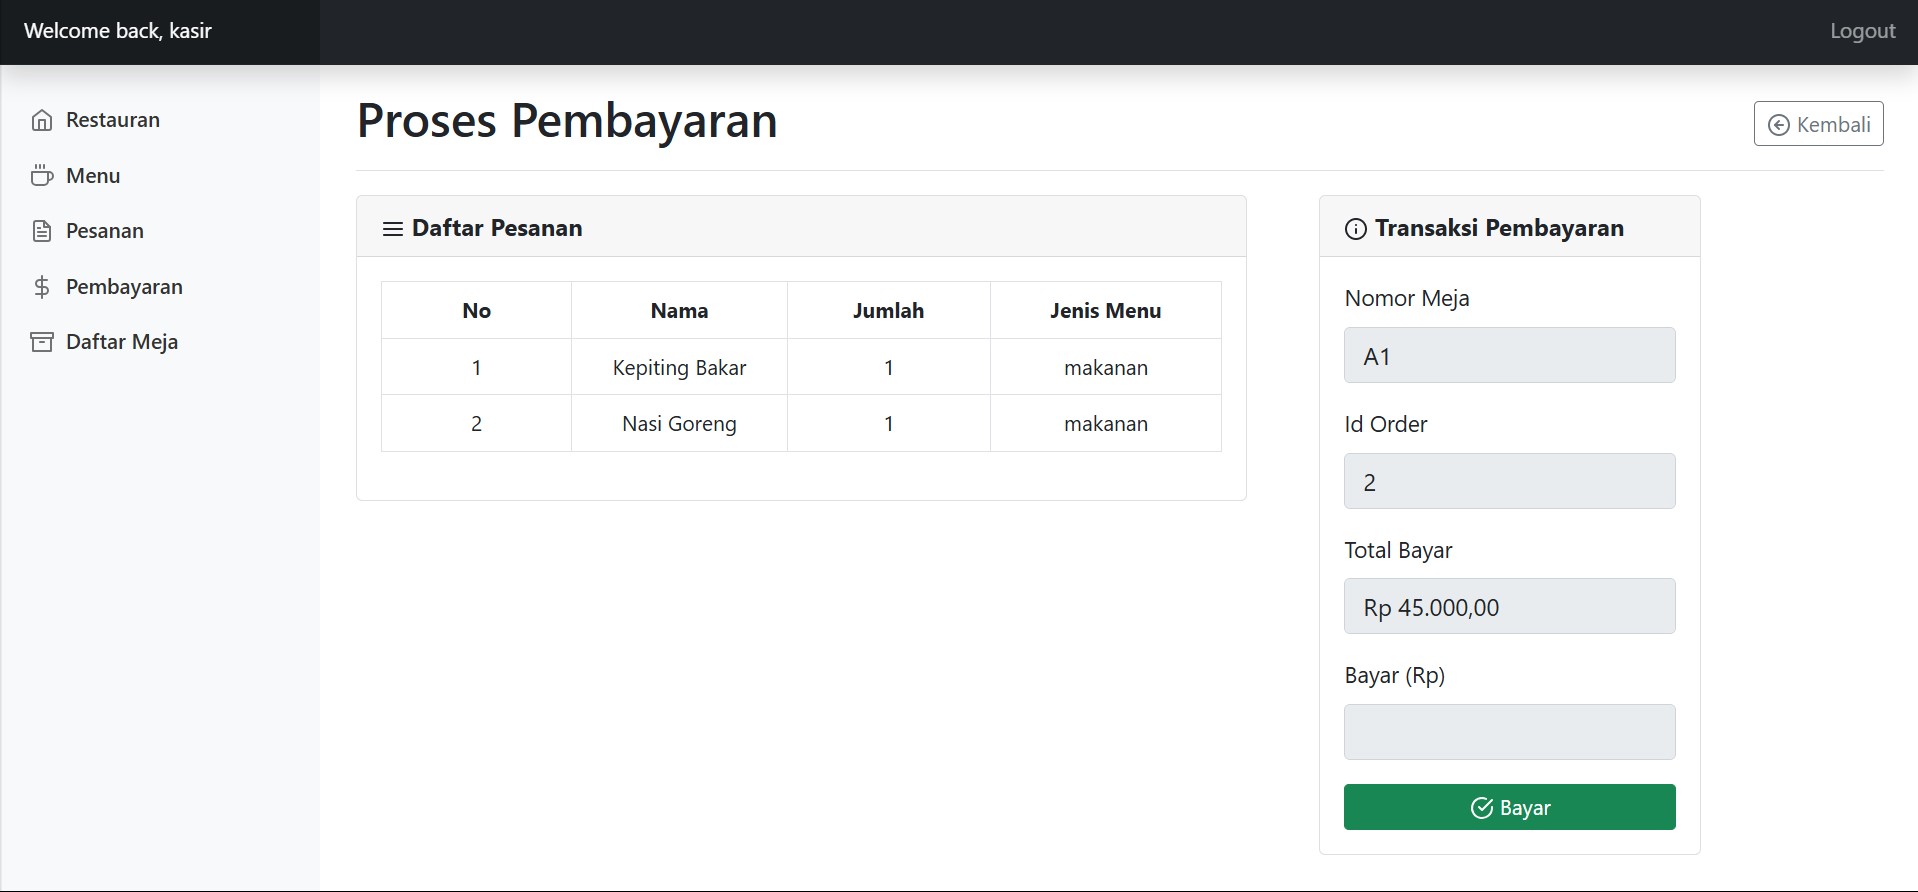 Welcome back, kasir
Logout
Restauran
Menu
Pesanan
Pembayaran
Daftar Meja
Proses Pembayaran
Kembali
Daftar Pesanan
No Nama Jumlah Jenis Menu
1 Kepiting Bakar 1 makanan
2 Nasi Goreng 1 makanan
Transaksi Pembayaran
Nomor Meja
A1
Id Order
2
Total Bayar
Rp 45.000,00
Bayar (Rp)
Bayar